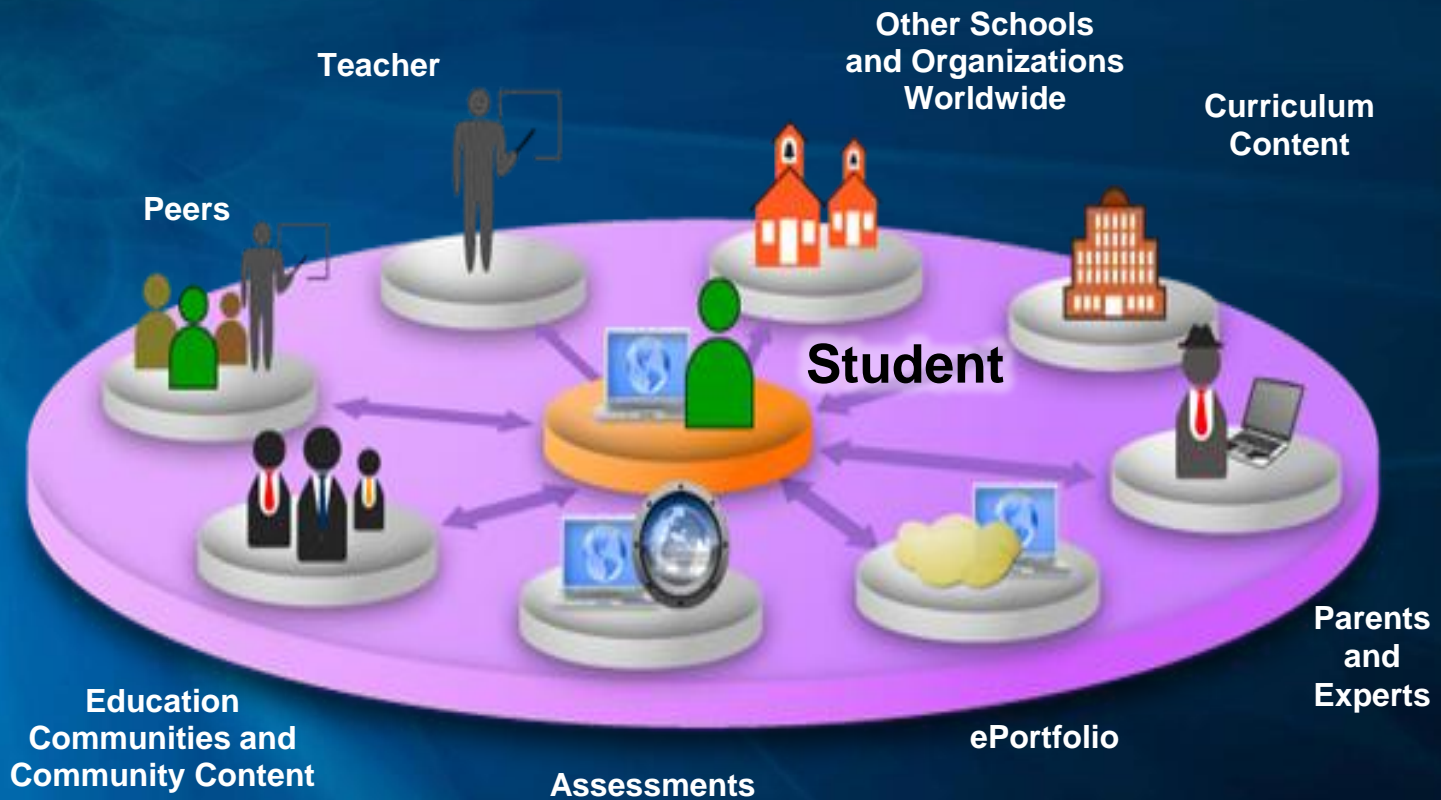 Other Schools
and Organizations
Worldwide
Teacher
Curriculum
Content
Peers
Student
Parents
and
Experts
Education
Communities and
Community Content
ePortfolio
Assessments